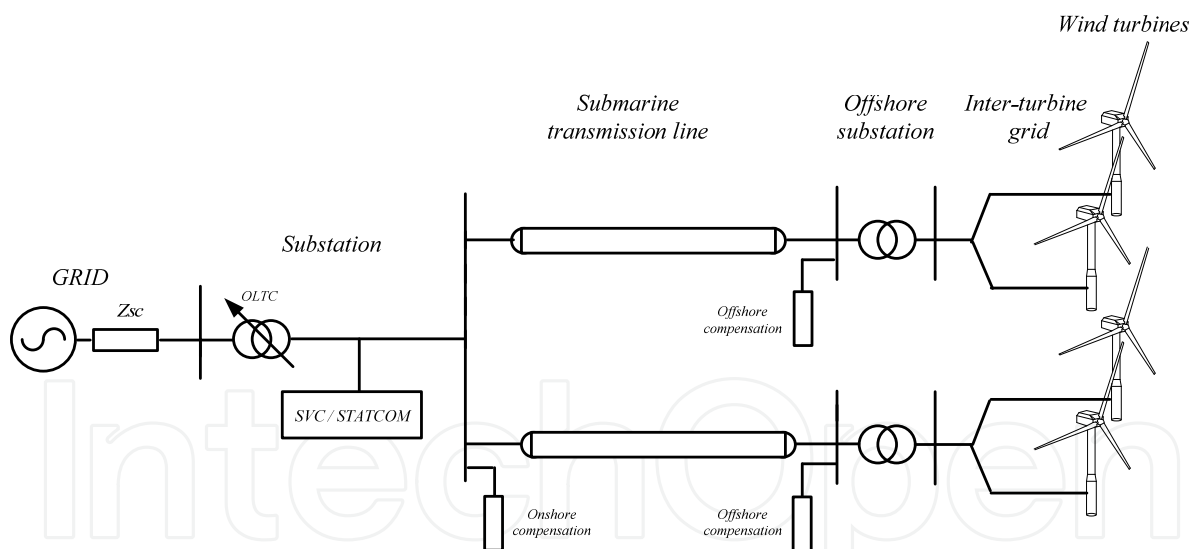 Wind turbines
Submarine
transmission line
Offshore
substation
Inter-turbine
grid
Substation
GRID
Zsc
OLTC
Offshore
compensation
SVC / STATCOM
Onshore
compensation
Offshore
compensation
IntechOpen